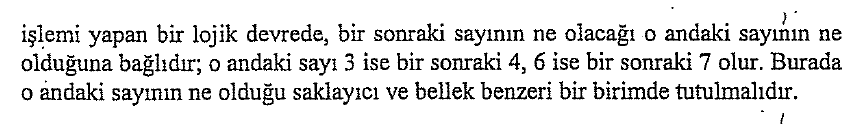 işlemi yapan bir lojik devrede, bir sonraki sayının ne olacağı o andaki sayının ne
olduğuna bağlıdır; o andaki sayı 3 ise bir sonraki 4, 6 ise bir sonraki 7 olur. Burada
o andaki sayının ne olduğu saklayıcı ve bellek benzeri bir birimde tutulmalıdır.